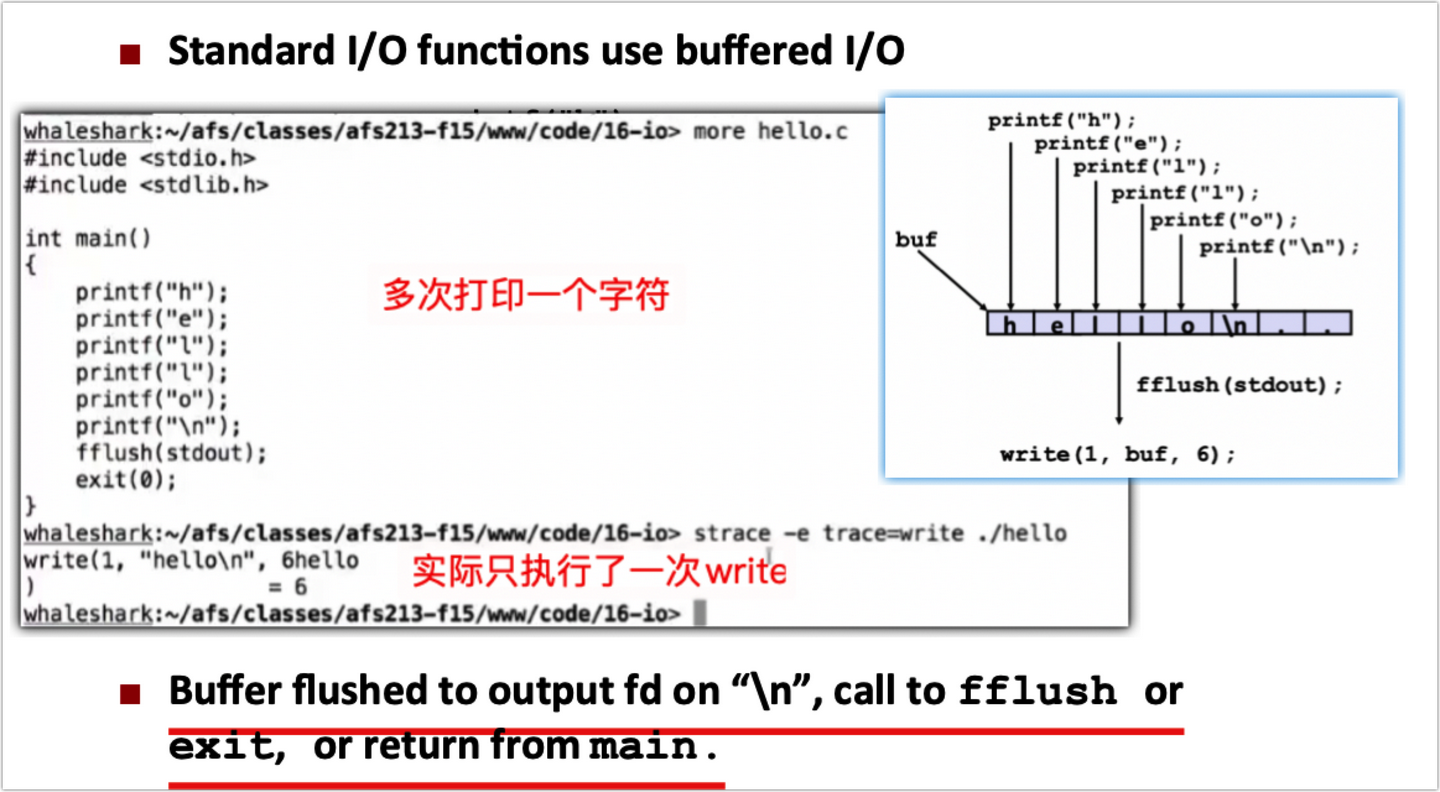 Standard I/O functions use buffered I/O
whaleshark:~/afs/classes/afs213-f15/www/code/16-io> more hello.c
#include <stdio.h>
#include <stdlib.h>
int main()
{
printf("h");
printf("e");
printf("l");
printf("l");
printf("o");
printf("\n");
fflush(stdout);
exit(0);
}
多次打印一个字符
whaleshark:~/afs/classes/afs213-f15/www/code/16-io> strace -e trace=write ./hello
write(1, "hello\n", 6hello
) = 6
实际只执行了一次write
whaleshark:~/afs/classes/afs213-f15/www/code/16-io>
printf("h");
printf("e");
printf("l");
printf("l");
printf("o");
printf("\n");
buf
h e l l o \n . .
fflush(stdout);
write(1, buf, 6);
Buffer flushed to output fd on “\n”, call to fflush or
exit, or return from main.